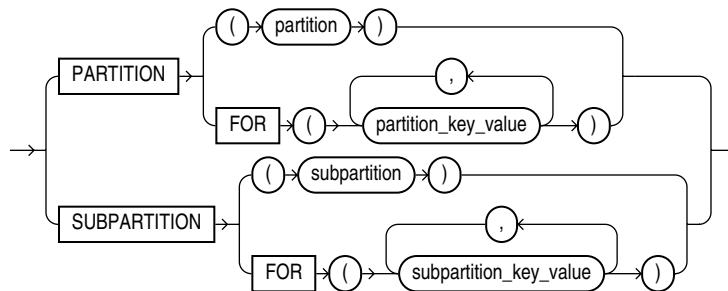 ( partition )
PARTITION
,
FOR ( partition_key_value )
( subpartition )
SUBPARTITION
,
FOR ( subpartition_key_value )